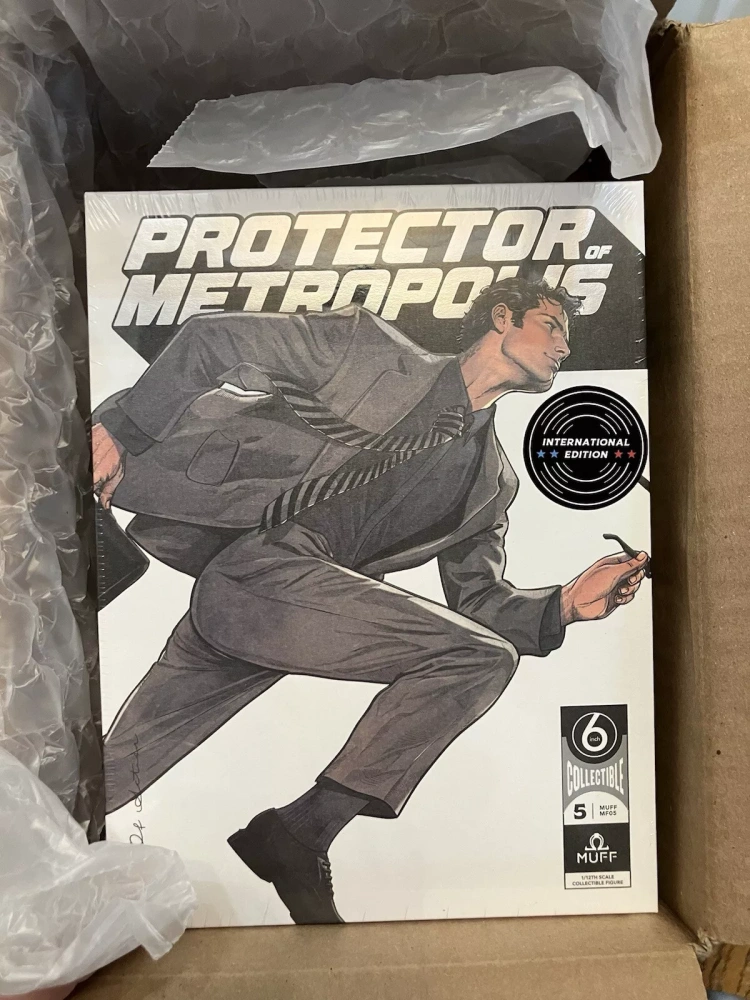 PROTECTOR
OF
METROPOLIS
INTERNATIONAL
★★ EDITION ★★
6
inch
COLLECTIBLE
5
MUFF
MF05
MUFF
1/12TH SCALE
COLLECTIBLE FIGURE